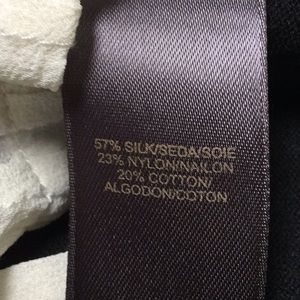 57% SILK/SEDA/SOIE
23% NYLON/NAILON
20% COTTON/
ALGODON/COTON